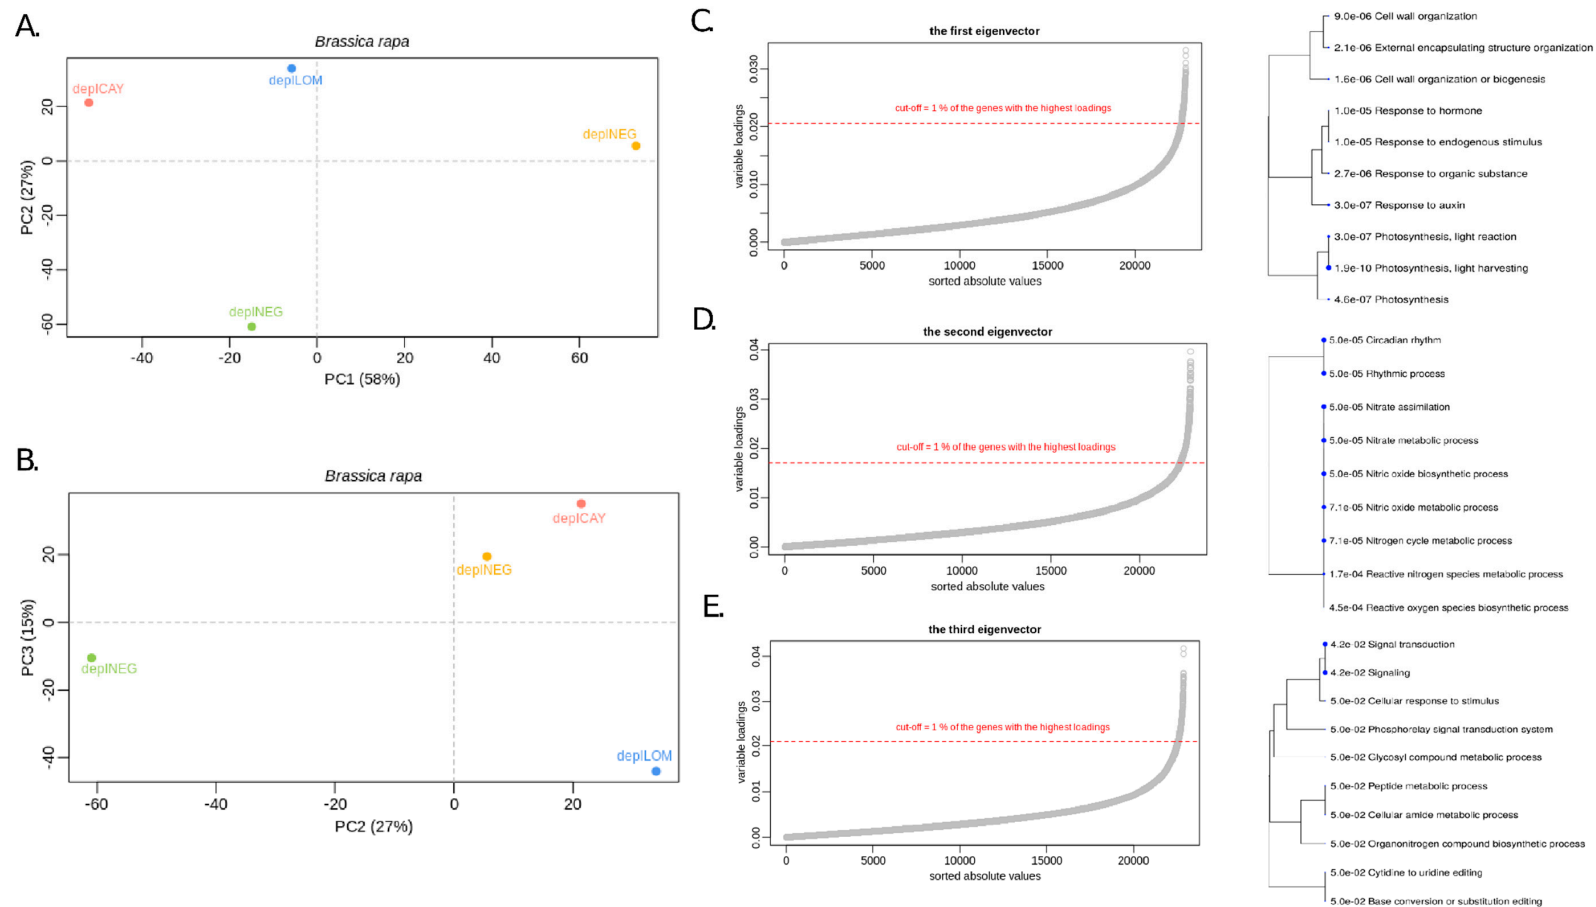 A.
Brassica rapa
deplCAY
deplLOM
deplNEG
deplNEG
20
0
-20
-40
-60
PC2 (27%)
-40
-20
0
20
40
60
PC1 (58%)
B.
Brassica rapa
deplCAY
deplNEG
deplNEG
deplLOM
20
0
-20
-40
PC3 (15%)
-60
-40
-20
0
20
PC2 (27%)
C.
the first eigenvector
cut-off = 1 % of the genes with the highest loadings
variable loadings
0.030
0.020
0.010
0.000
0
5000
10000
15000
20000
sorted absolute values
9.0e-06 Cell wall organization
2.1e-06 External encapsulating structure organization
1.6e-06 Cell wall organization or biogenesis
1.0e-05 Response to hormone
1.0e-05 Response to endogenous stimulus
2.7e-06 Response to organic substance
3.0e-07 Response to auxin
3.0e-07 Photosynthesis, light reaction
1.9e-10 Photosynthesis, light harvesting
4.6e-07 Photosynthesis
D.
the second eigenvector
cut-off = 1 % of the genes with the highest loadings
variable loadings
0.04
0.03
0.02
0.01
0.00
0
5000
10000
15000
20000
sorted absolute values
5.0e-05 Circadian rhythm
5.0e-05 Rhythmic process
5.0e-05 Nitrate assimilation
5.0e-05 Nitrate metabolic process
5.0e-05 Nitric oxide biosynthetic process
7.1e-05 Nitric oxide metabolic process
7.1e-05 Nitrogen cycle metabolic process
1.7e-04 Reactive nitrogen species metabolic process
4.5e-04 Reactive oxygen species biosynthetic process
E.
the third eigenvector
cut-off = 1 % of the genes with the highest loadings
variable loadings
0.04
0.03
0.02
0.01
0.00
0
5000
10000
15000
20000
sorted absolute values
4.2e-02 Signal transduction
4.2e-02 Signaling
5.0e-02 Cellular response to stimulus
5.0e-02 Phosphorelay signal transduction system
5.0e-02 Glycosyl compound metabolic process
5.0e-02 Peptide metabolic process
5.0e-02 Cellular amide metabolic process
5.0e-02 Organonitrogen compound biosynthetic process
5.0e-02 Cytidine to uridine editing
5.0e-02 Base conversion or substitution editing